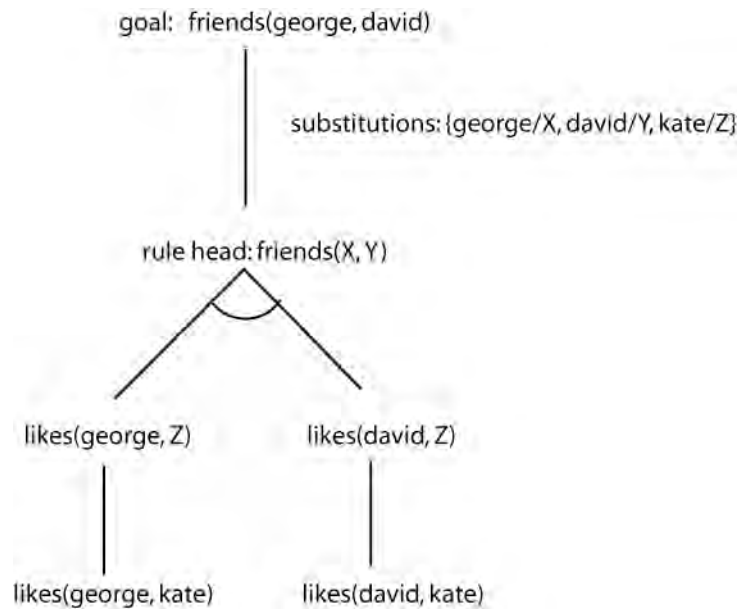 goal: friends(george, david)
substitutions: {george/X, david/Y, kate/Z}
rule head: friends(X, Y)
likes(george, Z) likes(david, Z)
likes(george, kate) likes(david, kate)